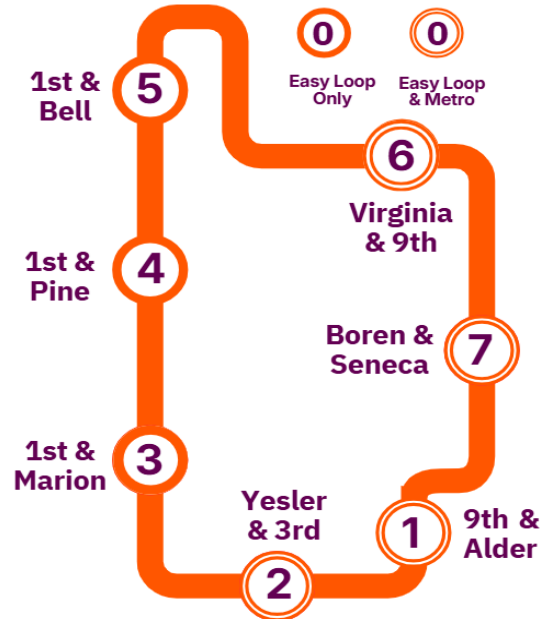 0
0
Easy Loop
Only
Easy Loop
& Metro
1st &
Bell
5
6
Virginia
& 9th
1st &
Pine
4
Boren &
Seneca
7
1st &
Marion
3
Yesler
& 3rd
2
1
9th &
Alder